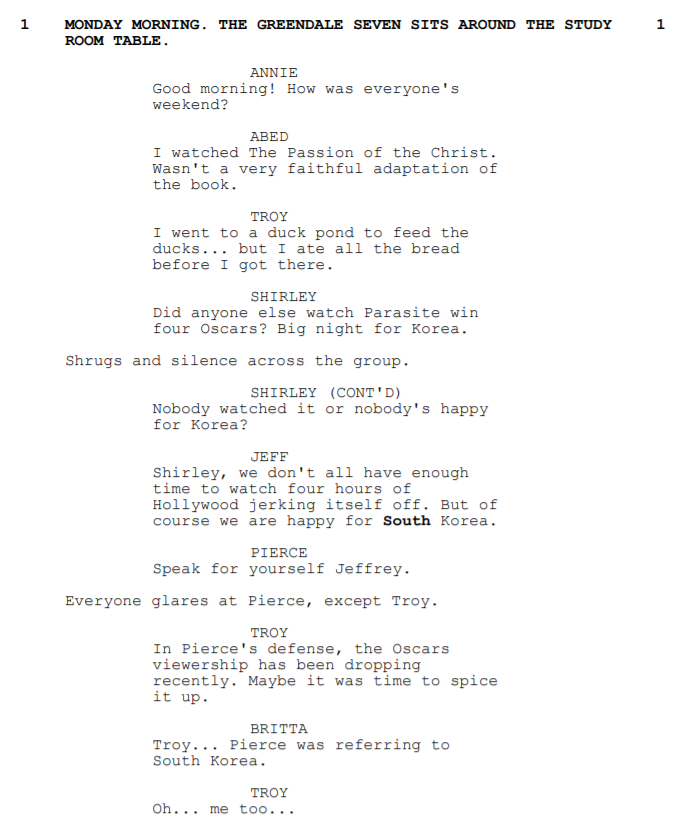 1 MONDAY MORNING. THE GREENDALE SEVEN SITS AROUND THE STUDY 1
ROOM TABLE.
ANNIE
Good morning! How was everyone's
weekend?
ABED
I watched The Passion of the Christ.
Wasn't a very faithful adaptation of
the book.
TROY
I went to a duck pond to feed the
ducks... but I ate all the bread
before I got there.
SHIRLEY
Did anyone else watch Parasite win
four Oscars? Big night for Korea.
Shrugs and silence across the group.
SHIRLEY (CONT'D)
Nobody watched it or nobody's happy
for Korea?
JEFF
Shirley, we don't all have enough
time to watch four hours of
Hollywood jerking itself off. But of
course we are happy for South Korea.
PIERCE
Speak for yourself Jeffrey.
Everyone glares at Pierce, except Troy.
TROY
In Pierce's defense, the Oscars
viewership has been dropping
recently. Maybe it was time to spice
it up.
BRITTA
Troy... Pierce was referring to
South Korea.
TROY
Oh... me too...